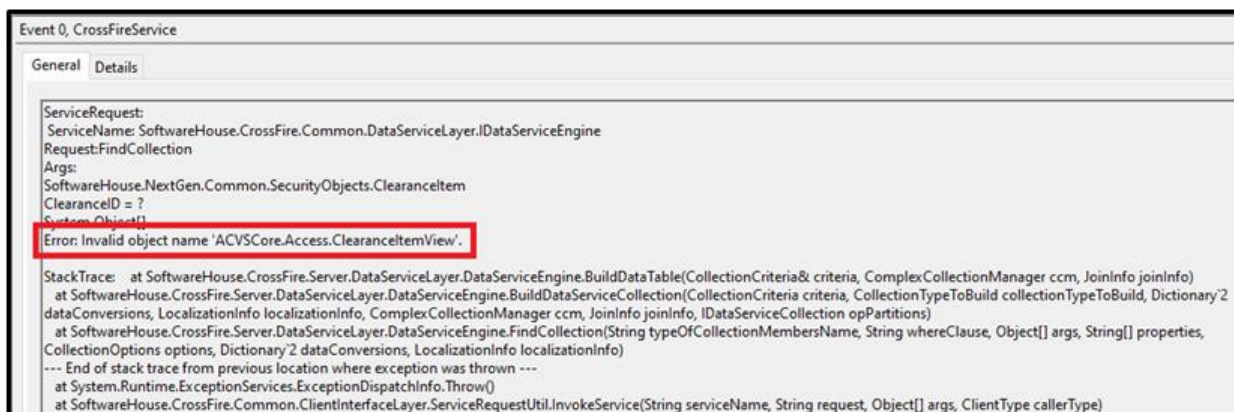 Event 0, CrossFireService
General Details
ServiceRequest:
ServiceName: SoftwareHouse.CrossFire.Common.DataServiceLayer.IDataServiceEngine
Request:FindCollection
Args:
SoftwareHouse.NextGen.Common.SecurityObjects.ClearanceItem
ClearanceID = ?
System.Object[]
Error: Invalid object name 'ACVSCore.Access.ClearanceItemView'.
StackTrace: at SoftwareHouse.CrossFire.Server.DataServiceLayer.DataServiceEngine.BuildDataTable(CollectionCriteria& criteria, ComplexCollectionManager ccm, JoinInfo joinInfo)
at SoftwareHouse.CrossFire.Server.DataServiceLayer.DataServiceEngine.BuildDataServiceCollection(CollectionCriteria criteria, CollectionTypeToBuild collectionTypeToBuild, Dictionary`2
dataConversions, LocalizationInfo localizationInfo, ComplexCollectionManager ccm, JoinInfo joinInfo, IDataServiceCollection opPartitions)
at SoftwareHouse.CrossFire.Server.DataServiceLayer.DataServiceEngine.FindCollection(String typeOfCollectionMembersName, String whereClause, Object[] args, String[] properties,
CollectionOptions options, Dictionary`2 dataConversions, LocalizationInfo localizationInfo)
--- End of stack trace from previous location where exception was thrown ---
at System.Runtime.ExceptionServices.ExceptionDispatchInfo.Throw()
at SoftwareHouse.CrossFire.Common.ClientInterfaceLayer.ServiceRequestUtil.InvokeService(String serviceName, String request, Object[] args, ClientType callerType)